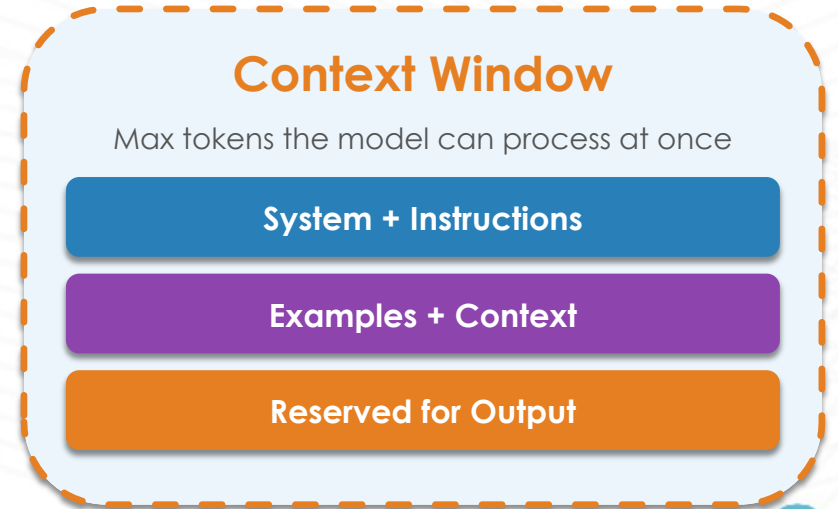 Context Window
Max tokens the model can process at once
System + Instructions
Examples + Context
Reserved for Output